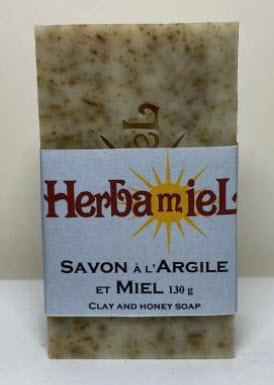 Herbamiel
SAVON À L'ARGILE
ET MIEL 130 g
CLAY AND HONEY SOAP